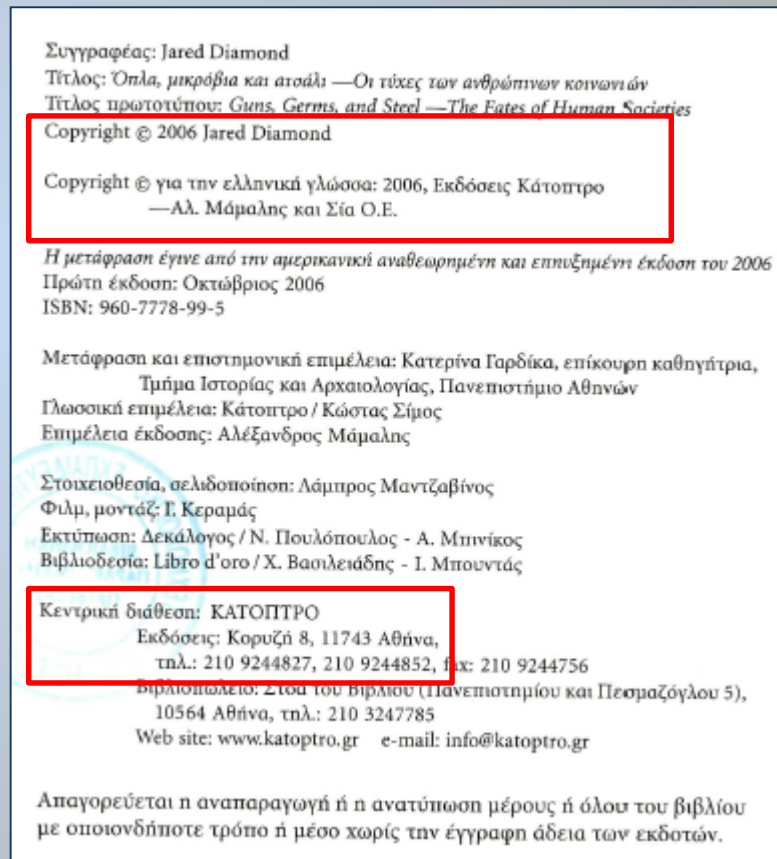 Συγγραφέας: Jared Diamond
Τίτλος: Όπλα, μικρόβια και ατσάλι —Οι τύχες των ανθρώπινων κοινωνιών
Τίτλος πρωτοτύπου: Guns, Germs, and Steel —The Fates of Human Societies
Copyright © 2006 Jared Diamond
Copyright © για την ελληνική γλώσσα: 2006, Εκδόσεις Κάτοπτρο
—Αλ. Μάμαλης και Σία Ο.Ε.
Η μετάφραση έγινε από την αμερικανική αναθεωρημένη και επηυξημένη έκδοση του 2006
Πρώτη έκδοση: Οκτώβριος 2006
ISBN: 960-7778-99-5
Μετάφραση και επιστημονική επιμέλεια: Κατερίνα Γαρδίκα, επίκουρη καθηγήτρια,
Τμήμα Ιστορίας και Αρχαιολογίας, Πανεπιστήμιο Αθηνών
Γλωσσική επιμέλεια: Κάτοπτρο / Κώστας Σίμος
Επιμέλεια έκδοσης: Αλέξανδρος Μάμαλης
Στοιχειοθεσία, σελιδοποίηση: Λάμπρος Μαντζαβίνος
Φιλμ, μοντάζ: Γ. Κεραμάς
Εκτύπωση: Δεκάλογος / Ν. Πουλόπουλος - Α. Μπινίκος
Βιβλιοδεσία: Libro d'oro / Χ. Βασιλειάδης - Ι. Μπουντάς
Κεντρική διάθεση: ΚΑΤΟΠΤΡΟ
Εκδόσεις: Κορυζή 8, 11743 Αθήνα,
τηλ.: 210 9244827, 210 9244852, fax: 210 9244756
Βιβλιοπωλείο: Στοά του Βιβλίου (Πανεπιστημίου και Πεσμαζόγλου 5),
10564 Αθήνα, τηλ.: 210 3247785
Web site: www.katoptro.gr e-mail: info@katoptro.gr
Απαγορεύεται η αναπαραγωγή ή η ανατύπωση μέρους ή όλου του βιβλίου
με οποιονδήποτε τρόπο ή μέσο χωρίς την έγγραφη άδεια των εκδοτών.